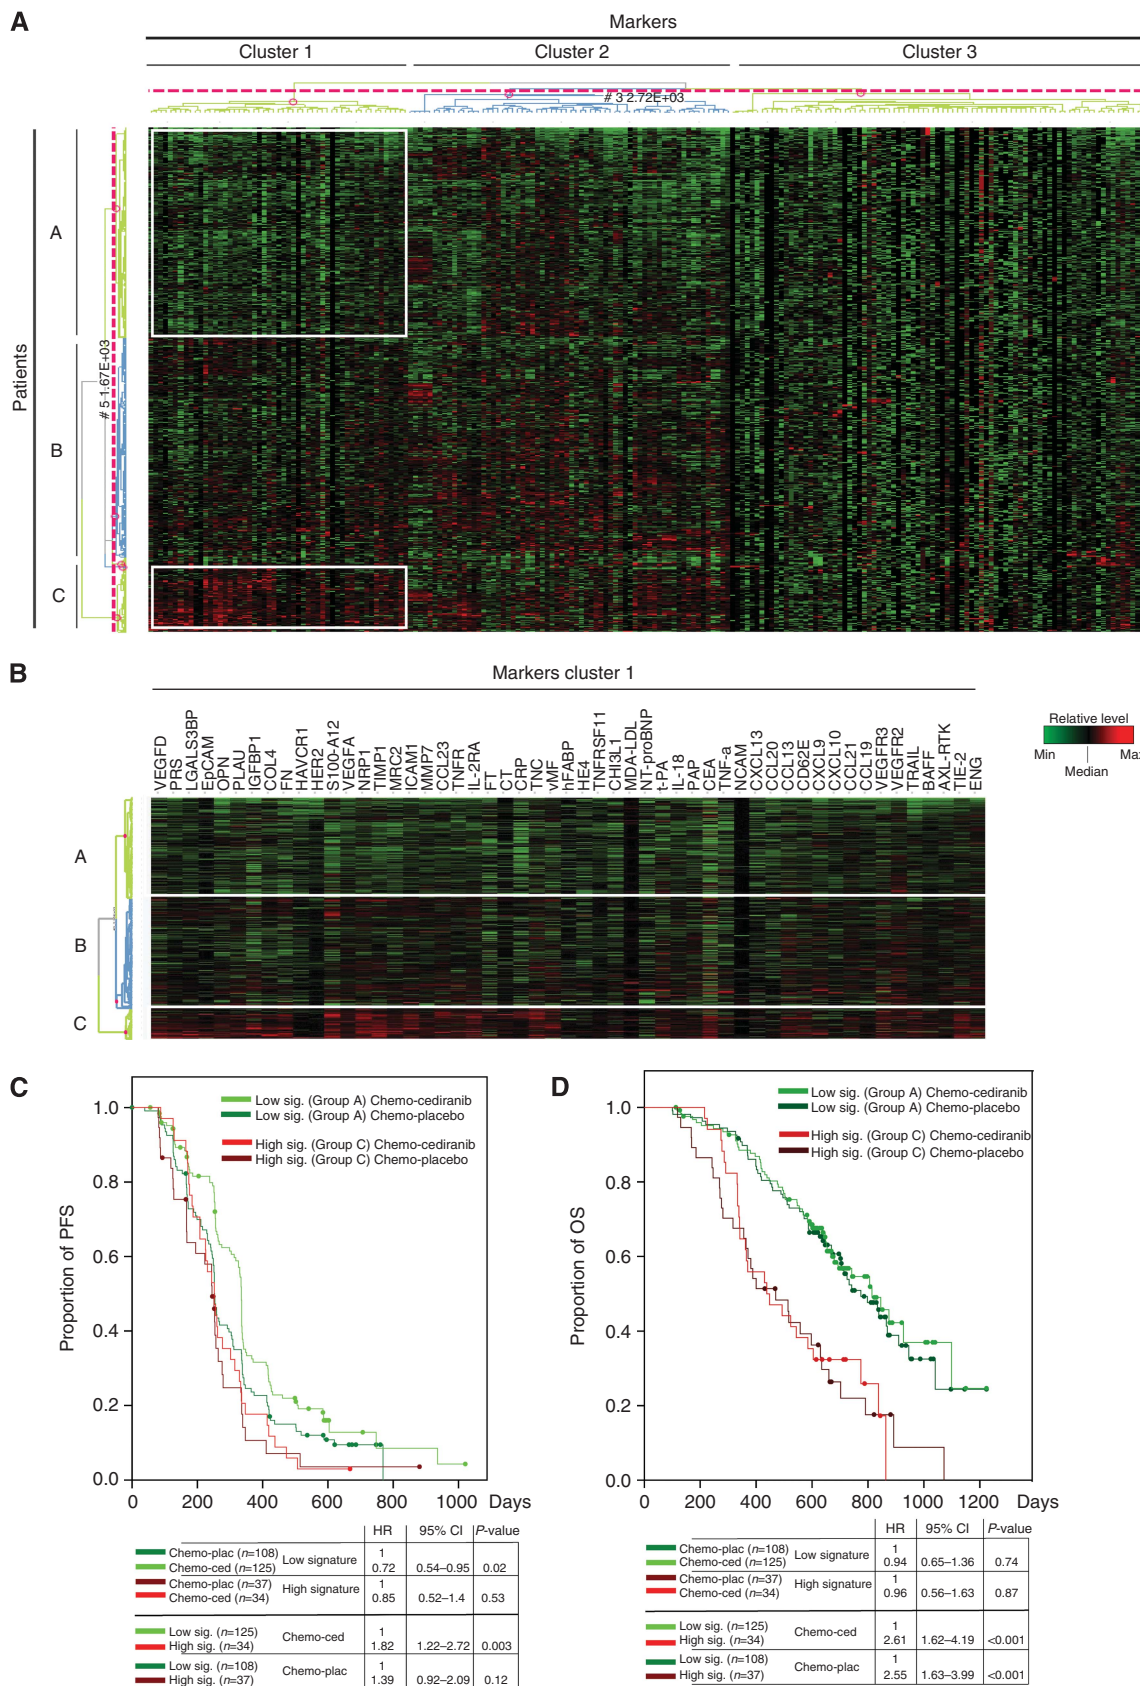 A
Markers
Cluster 1 Cluster 2 Cluster 3
# 3 2.72E+03
Patients
A
B
C
# 5 1.67E+03
B
Markers cluster 1
VEGFD
PRS
LGALS3BP
EpCAM
OPN
PLAU
IGFBP1
COL4
FN
HAVCR1
HER2
S100-A12
VEGFA
NRP1
TIMP1
MRC2
ICAM1
MMP7
CCL23
TNFR
IL-2RA
FT
CT
CRP
TNC
vMF
hFABP
HE4
TNFRSF11
CHI3L1
MDA-LDL
NT-proBNP
t-PA
IL-18
PAP
CEA
TNF-a
NCAM
CXCL13
CCL20
CCL13
CD62E
CXCL9
CXCL10
CCL21
CCL19
VEGFR3
VEGFR2
TRAIL
BAFF
AXL-RTK
TIE-2
ENG
Relative level
Min Max
Median
A
B
C
C
Low sig. (Group A) Chemo-cediranib
Low sig. (Group A) Chemo-placebo
High sig. (Group C) Chemo-cediranib
High sig. (Group C) Chemo-placebo
Proportion of PFS
1.0
0.8
0.6
0.4
0.2
0.0
0 200 400 600 800 1000 Days
HR 95% CI P-value
Chemo-plac (n=108) Low signature 1
Chemo-ced (n=125) 0.72 0.54–0.95 0.02
Chemo-plac (n=37) High signature 1
Chemo-ced (n=34) 0.85 0.52–1.4 0.53
Low sig. (n=125) Chemo-ced 1
High sig. (n=34) 1.82 1.22–2.72 0.003
Low sig. (n=108) Chemo-plac 1
High sig. (n=37) 1.39 0.92–2.09 0.12
D
Low sig. (Group A) Chemo-cediranib
Low sig. (Group A) Chemo-placebo
High sig. (Group C) Chemo-cediranib
High sig. (Group C) Chemo-placebo
Proportion of OS
1.0
0.8
0.6
0.4
0.2
0.0
0 200 400 600 800 1000 1200 Days
HR 95% CI P-value
Chemo-plac (n=108) Low signature 1
Chemo-ced (n=125) 0.94 0.65–1.36 0.74
Chemo-plac (n=37) High signature 1
Chemo-ced (n=34) 0.96 0.56–1.63 0.87
Low sig. (n=125) Chemo-ced 1
High sig. (n=34) 2.61 1.62–4.19 <0.001
Low sig. (n=108) Chemo-plac 1
High sig. (n=37) 2.55 1.63–3.99 <0.001